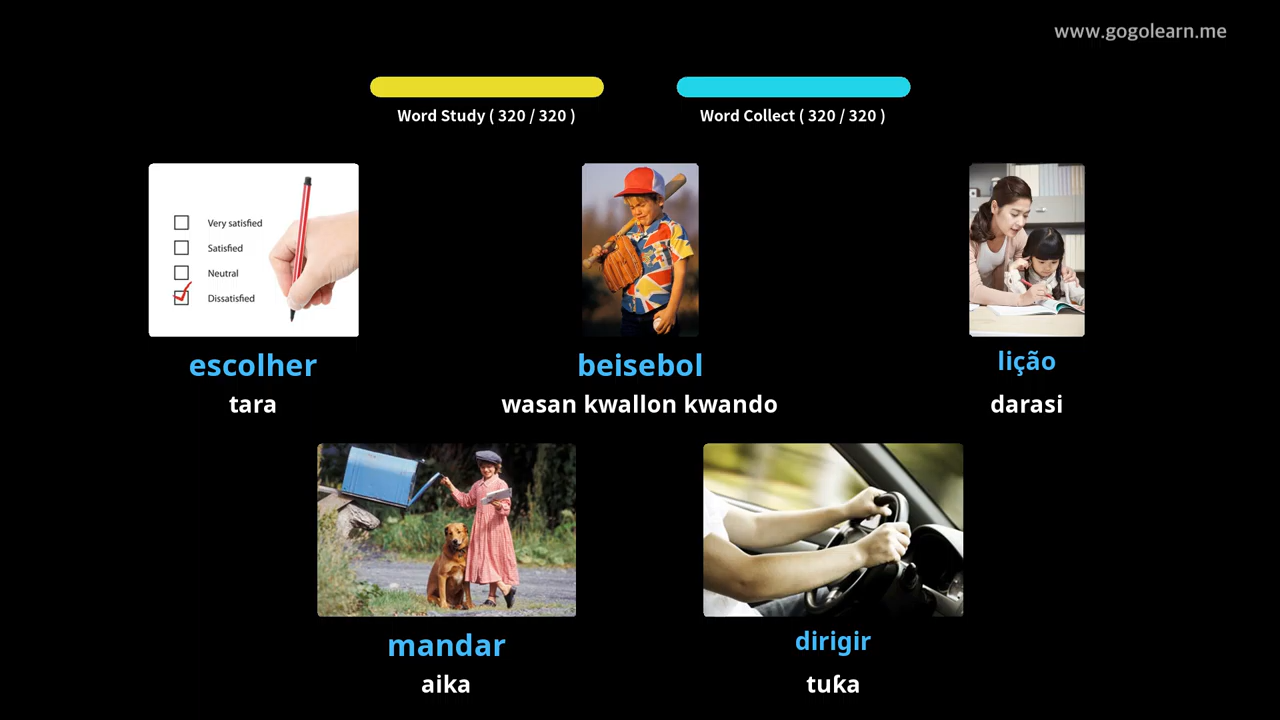 www.gogolearn.me
Word Study ( 320 / 320 )
Word Collect ( 320 / 320 )
Very satisfied
Satisfied
Neutral
Dissatisfied
escolher
beisebol
lição
tara
wasan kwallon kwando
darasi
mandar
dirigir
aika
tuƙa